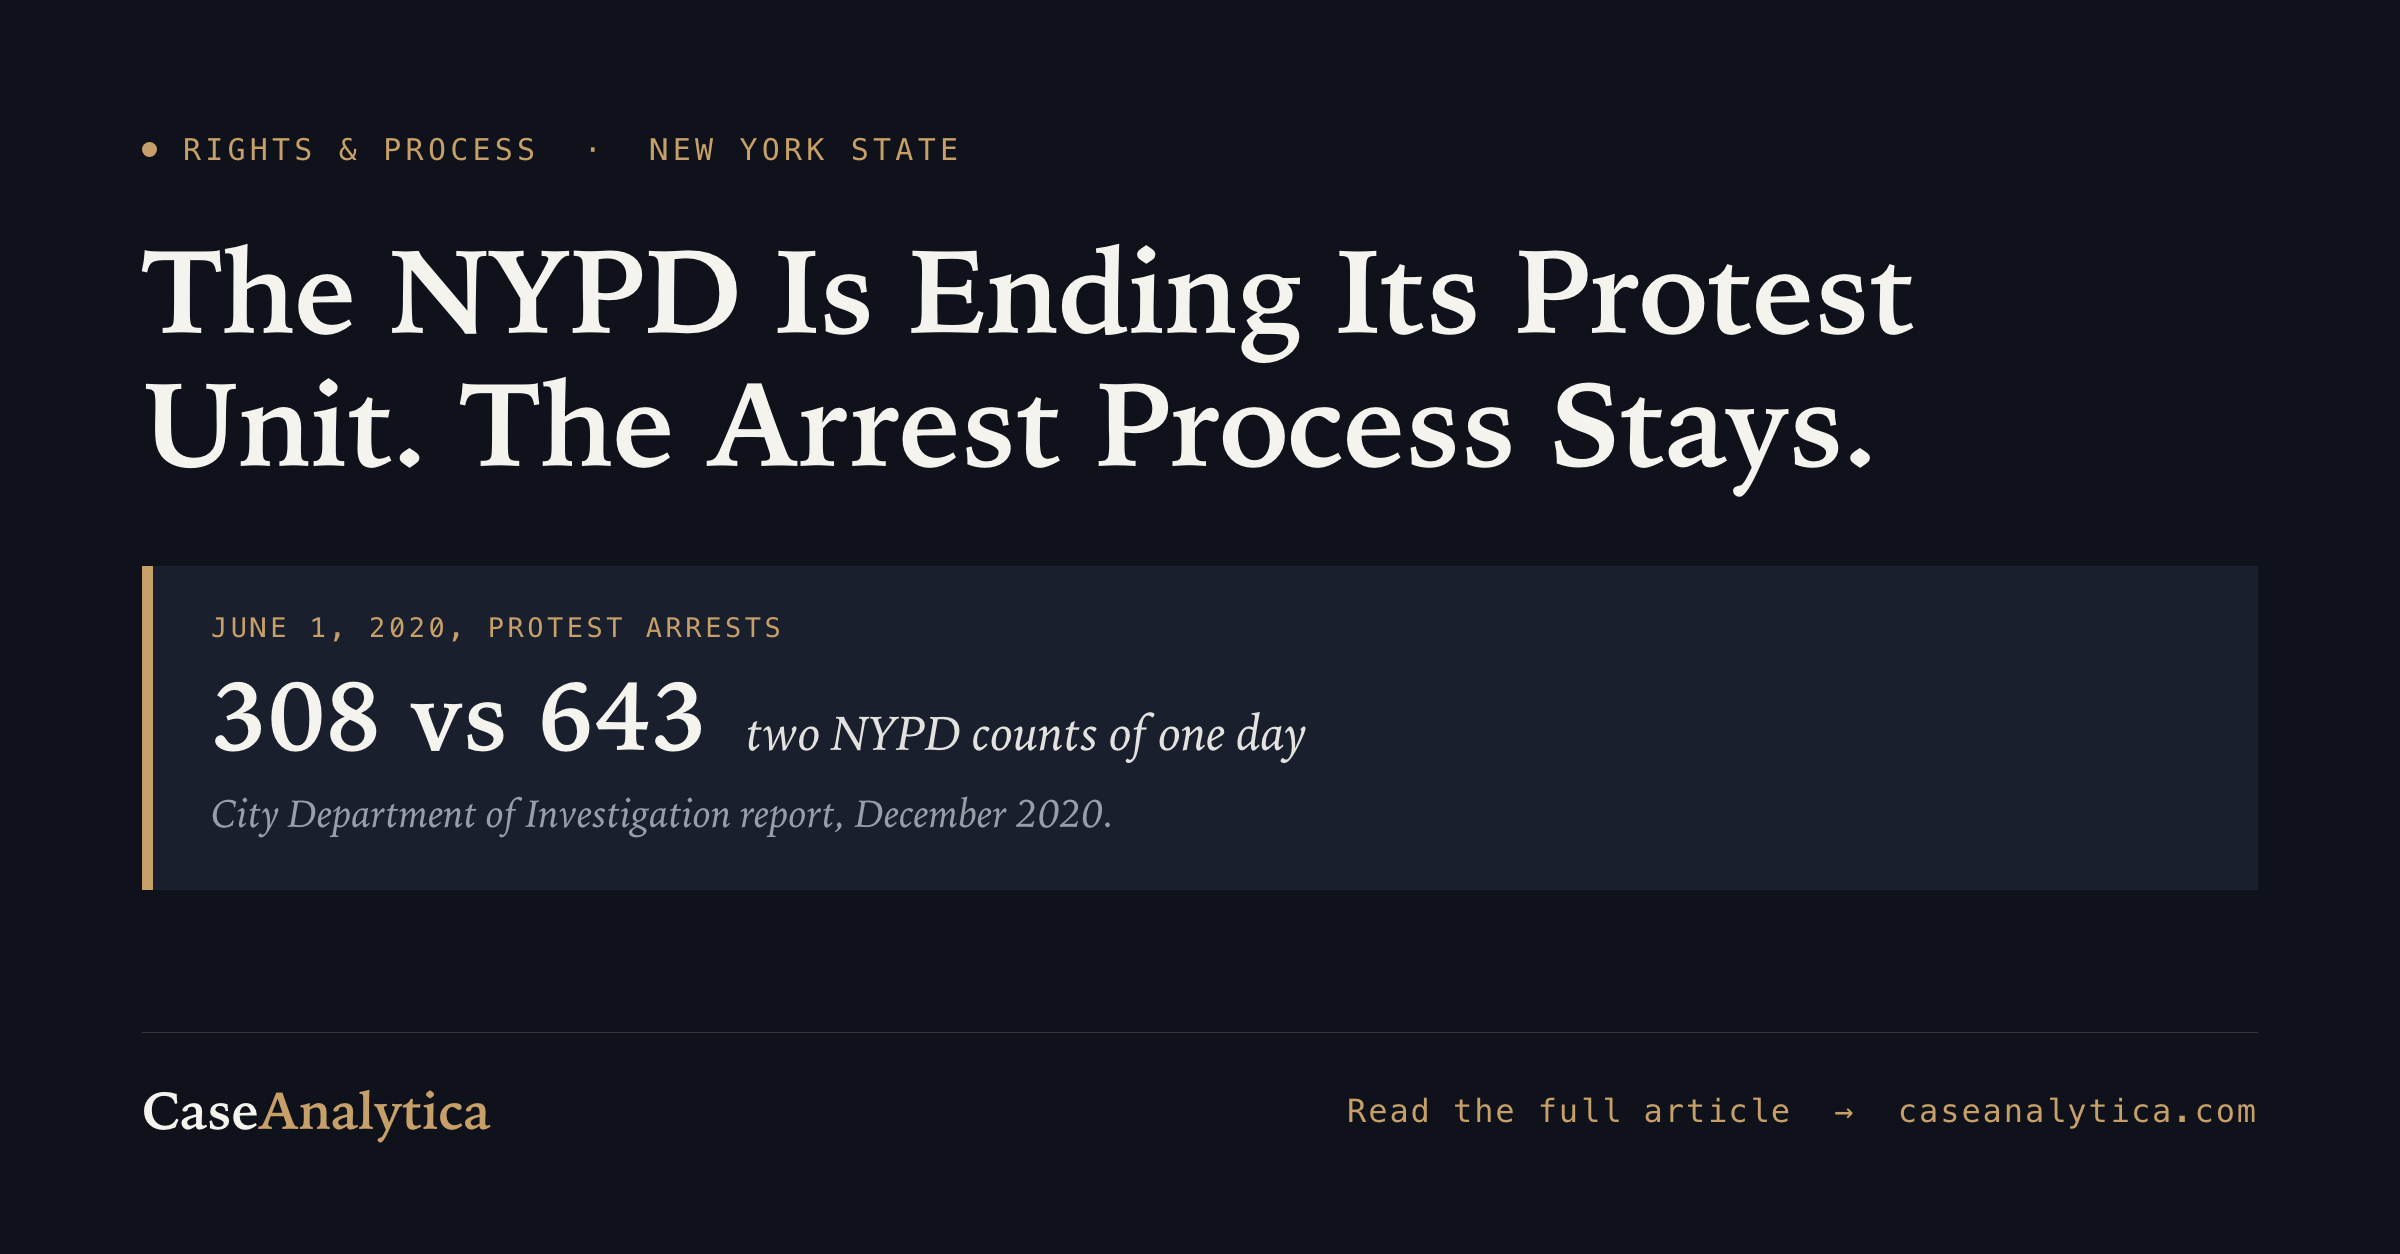 RIGHTS & PROCESS · NEW YORK STATE
The NYPD Is Ending Its Protest
Unit. The Arrest Process Stays.
JUNE 1, 2020, PROTEST ARRESTS
308 vs 643 two NYPD counts of one day
City Department of Investigation report, December 2020.
CaseAnalytica
Read the full article → caseanalytica.com